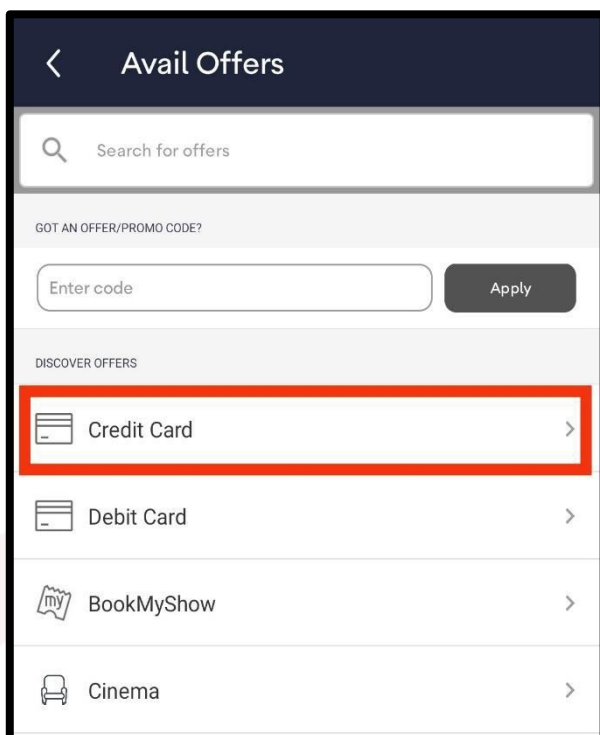 Avail Offers
Search for offers
GOT AN OFFER/PROMO CODE?
Enter code
Apply
DISCOVER OFFERS
Credit Card
Debit Card
my
BookMyShow
Cinema